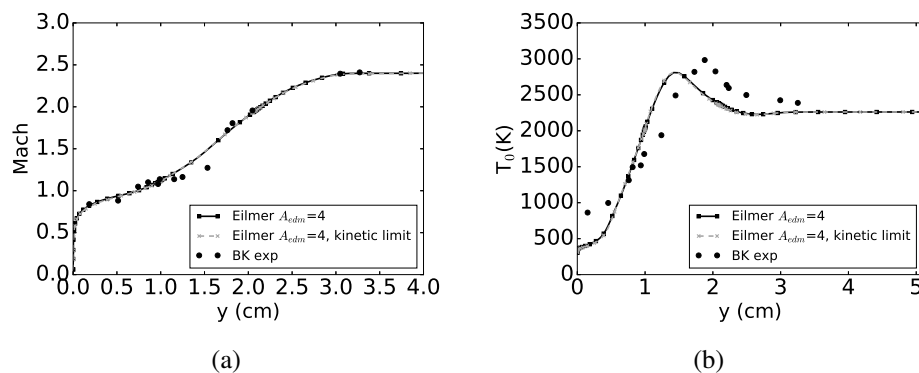 3.0
2.5
2.0
1.5
1.0
0.5
0.0
Mach
0.0 0.5 1.0 1.5 2.0 2.5 3.0 3.5 4.0
y (cm)
Eilmer A_edm=4
Eilmer A_edm=4, kinetic limit
BK exp
(a)
3500
3000
2500
2000
1500
1000
500
0
T_0(K)
0 1 2 3 4 5
y (cm)
Eilmer A_edm=4
Eilmer A_edm=4, kinetic limit
BK exp
(b)